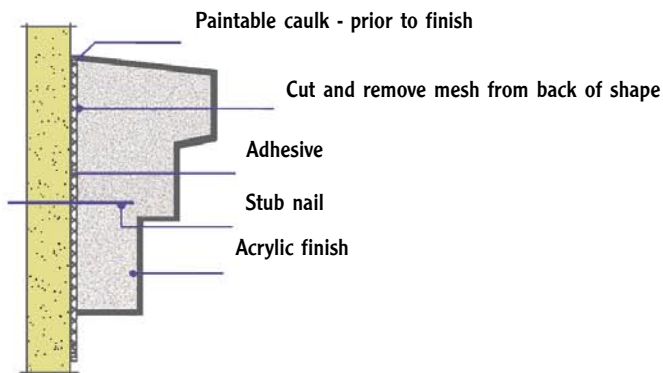 Paintable caulk - prior to finish
Cut and remove mesh from back of shape
Adhesive
Stub nail
Acrylic finish